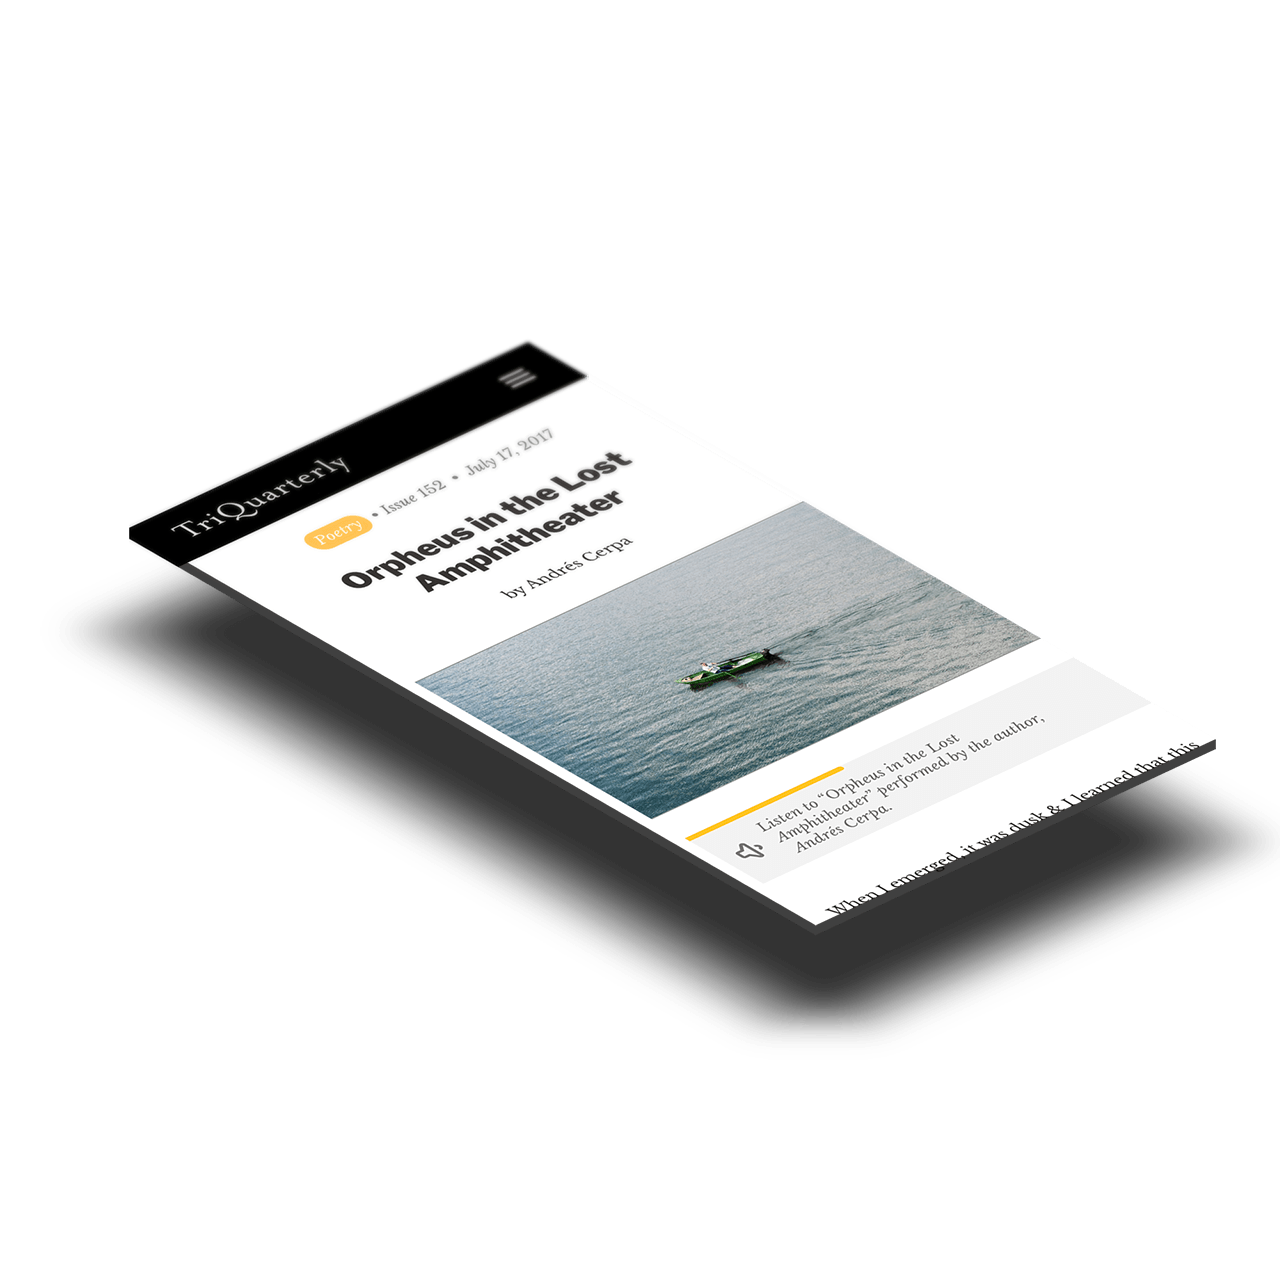 TriQuarterly
Poetry • Issue 152 • July 17, 2017
Orpheus in the Lost
Amphitheater
by Andrés Cerpa
Listen to “Orpheus in the Lost
Amphitheater” performed by the author,
Andrés Cerpa.
When I emerged, it was dusk & I learned that this